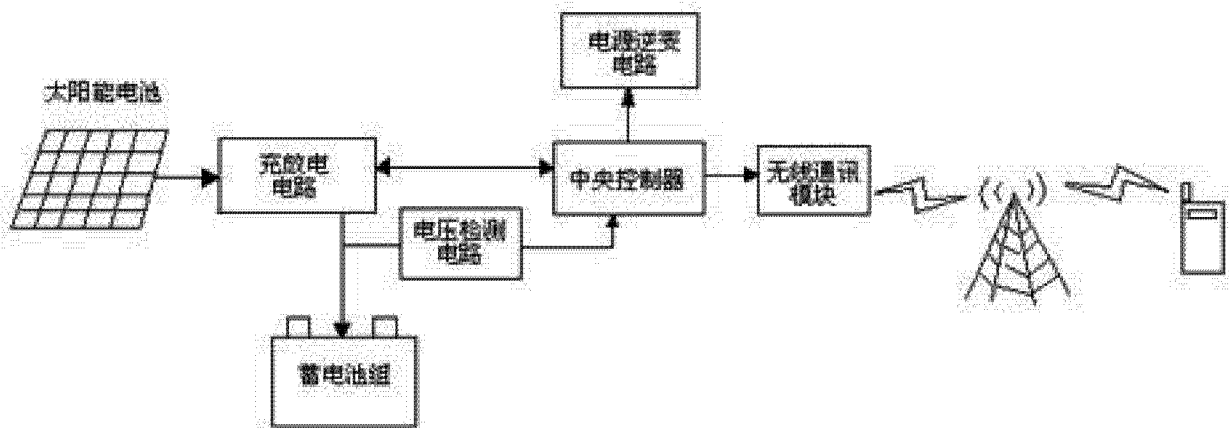 电源逆变
电路
太阳能电池
充放电
电路
中央控制器
无线通讯
模块
电压检测
电路
蓄电池组